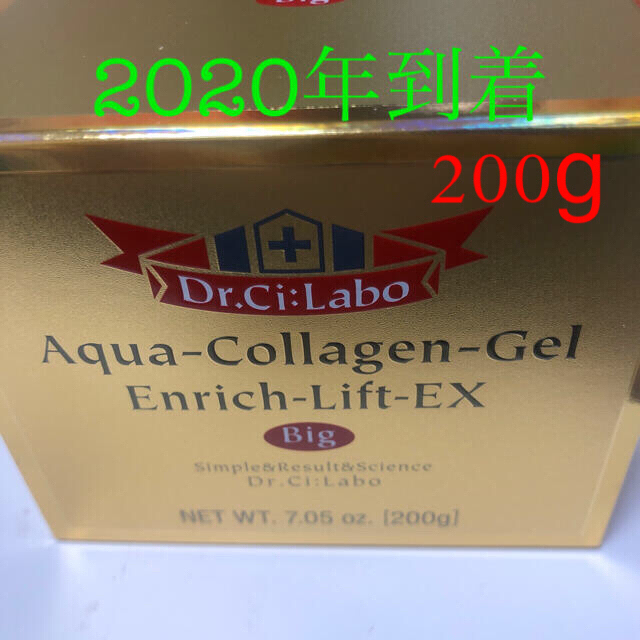 Big
2020年到着
200g
Dr.Ci:Labo
Aqua-Collagen-Gel
Enrich-Lift-EX
Big
Simple&Result&Science
Dr.Ci:Labo
NET WT. 7.05 oz. [200g]